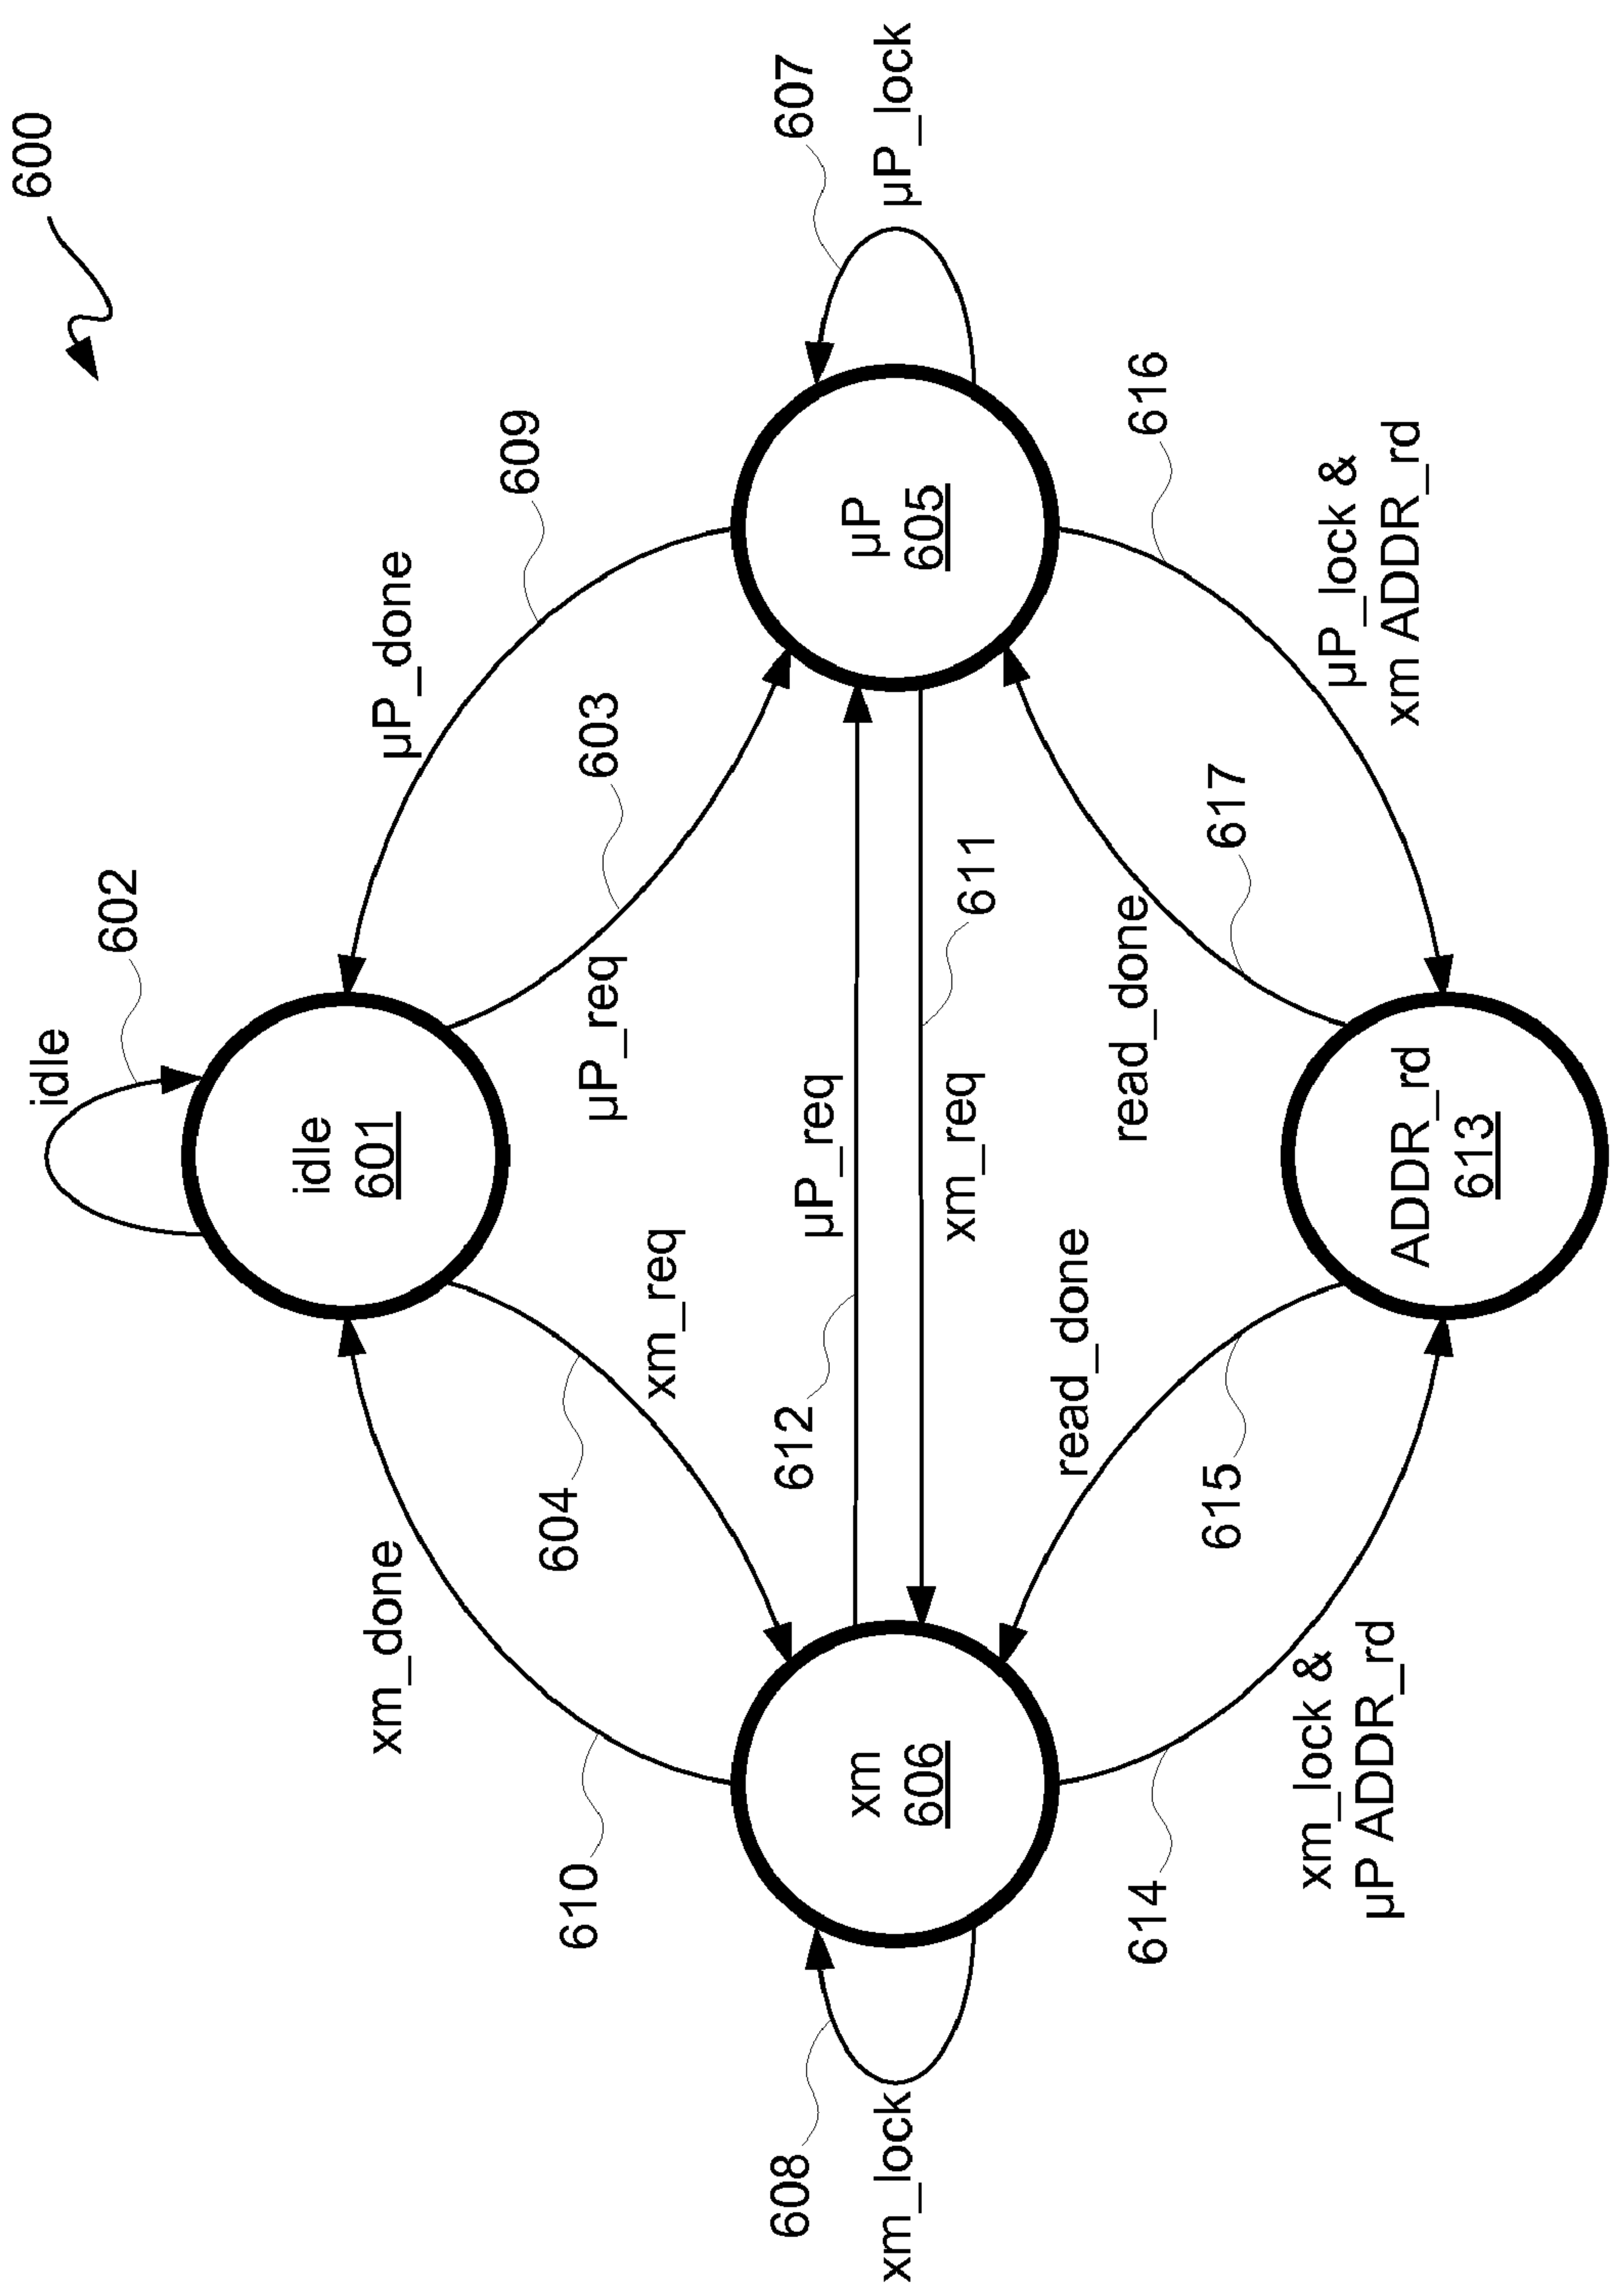 600
idle
602
idle
601
xm_done
610
604
xm_req
µP_req
603
µP_done
609
608
xm_lock
xm
606
612
µP_req
xm_req
611
µP
605
607
µP_lock
614
xm_lock &
µP ADDR_rd
read_done
615
read_done
617
616
µP_lock &
xm ADDR_rd
ADDR_rd
613